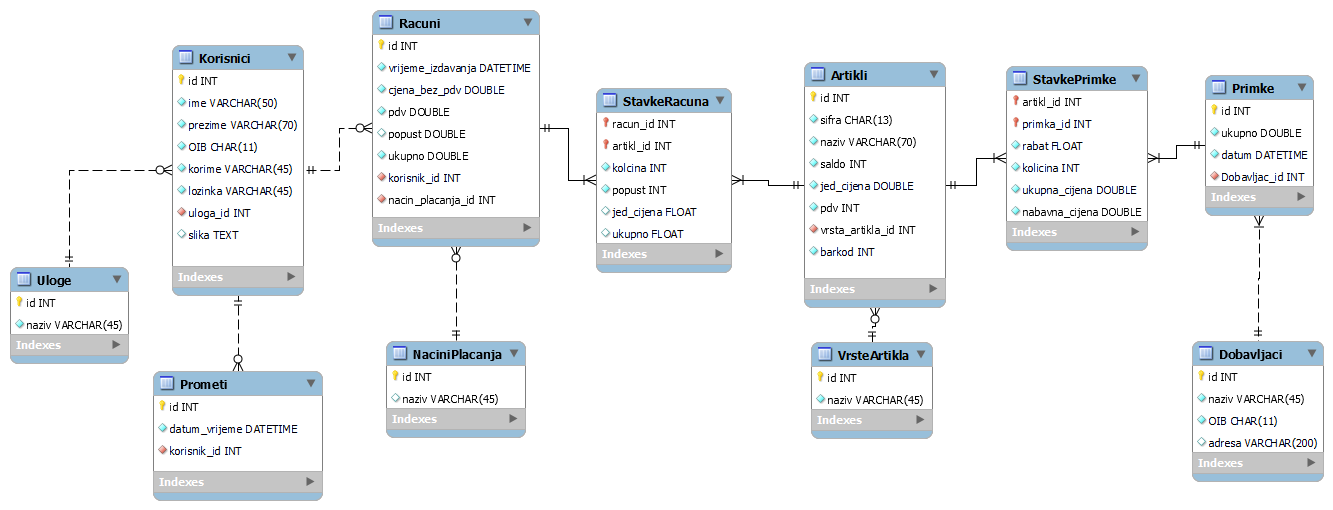 Korisnici
id INT
ime VARCHAR(50)
prezime VARCHAR(70)
OIB CHAR(11)
korime VARCHAR(45)
lozinka VARCHAR(45)
uloga_id INT
slika TEXT
Indexes
Racuni
id INT
vrijeme_izdavanja DATETIME
cjena_bez_pdv DOUBLE
pdv DOUBLE
popust DOUBLE
ukupno DOUBLE
korisnik_id INT
nacin_placanja_id INT
Indexes
StavkeRacuna
racun_id INT
artikl_id INT
kolcina INT
popust INT
jed_cijena FLOAT
ukupno FLOAT
Indexes
Artikli
id INT
sifra CHAR(13)
naziv VARCHAR(70)
saldo INT
jed_cijena DOUBLE
pdv INT
vrsta_artikla_id INT
barkod INT
Indexes
StavkePrimke
artikl_id INT
primka_id INT
rabat FLOAT
kolicina INT
ukupna_cijena DOUBLE
nabavna_cijena DOUBLE
Indexes
Primke
id INT
ukupno DOUBLE
datum DATETIME
Dobavljac_id INT
Indexes
Uloge
id INT
naziv VARCHAR(45)
Indexes
Prometi
id INT
datum_vrijeme DATETIME
korisnik_id INT
Indexes
NaciniPlacanja
id INT
naziv VARCHAR(45)
Indexes
VrsteArtikla
id INT
naziv VARCHAR(45)
Indexes
Dobavljaci
id INT
naziv VARCHAR(45)
OIB CHAR(11)
adresa VARCHAR(200)
Indexes